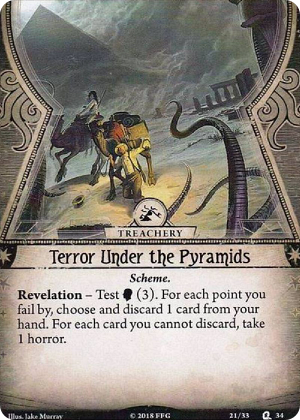 TREACHERY
Terror Under the Pyramids
Scheme.
Revelation – Test (3). For each point you
fail by, choose and discard 1 card from your
hand. For each card you cannot discard, take
1 horror.
Illus. Jake Murray
© 2018 FFG
21/33
34